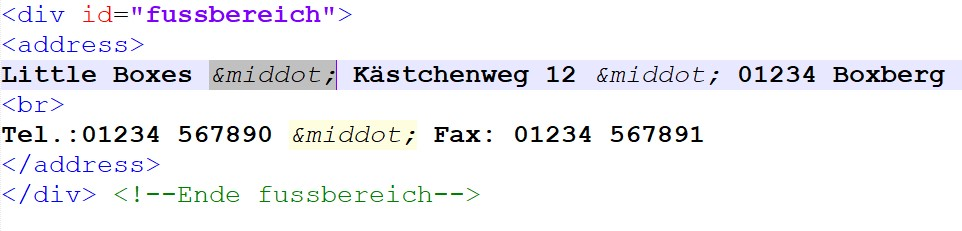 <div id="fussbereich">
<address>
Little Boxes &middot; Kästchenweg 12 &middot; 01234 Boxberg
<br>
Tel.:01234 567890 &middot; Fax: 01234 567891
</address>
</div> <!--Ende fussbereich-->